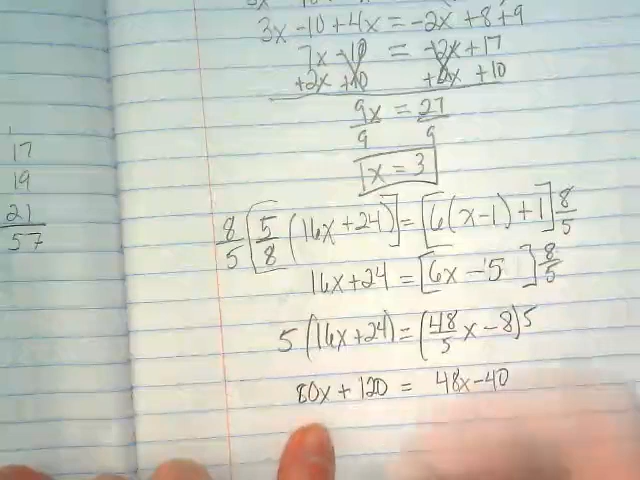 3x -10 + 4x = -2x + 8 + 9
7x - 10 = -2x + 17
+2x +10 +2x +10
9x = 27
9 9
x = 3
8/5 [5/8 (16x + 24)] = [6(x - 1) + 1] 8/5
16x + 24 = [6x - 5] 8/5
5 (16x + 24) = (48/5 x - 8) 5
80x + 120 = 48x - 40
17
19
21
57